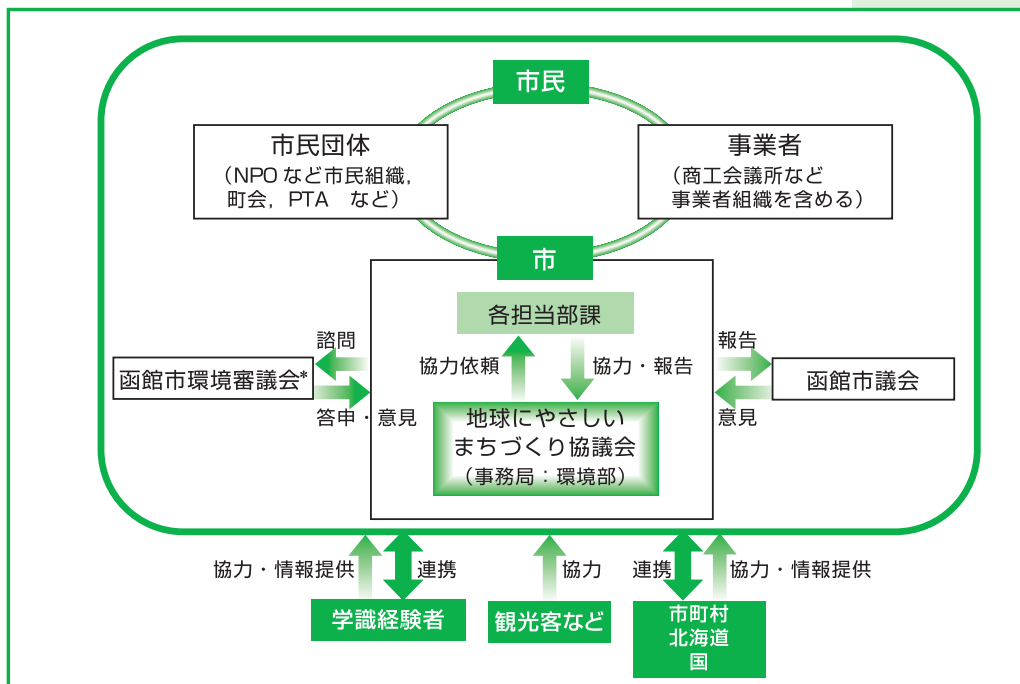 市民
市民団体
（NPOなど市民組織，
町会，PTA　など）
事業者
（商工会議所など
事業者組織を含める）
市
各担当部課
諮問
函館市環境審議会*
答申・意見
協力依頼
協力・報告
報告
函館市議会
意見
地球にやさしい
まちづくり協議会
（事務局：環境部）
協力・情報提供
連携
協力
連携
協力・情報提供
学識経験者
観光客など
市町村
北海道
国